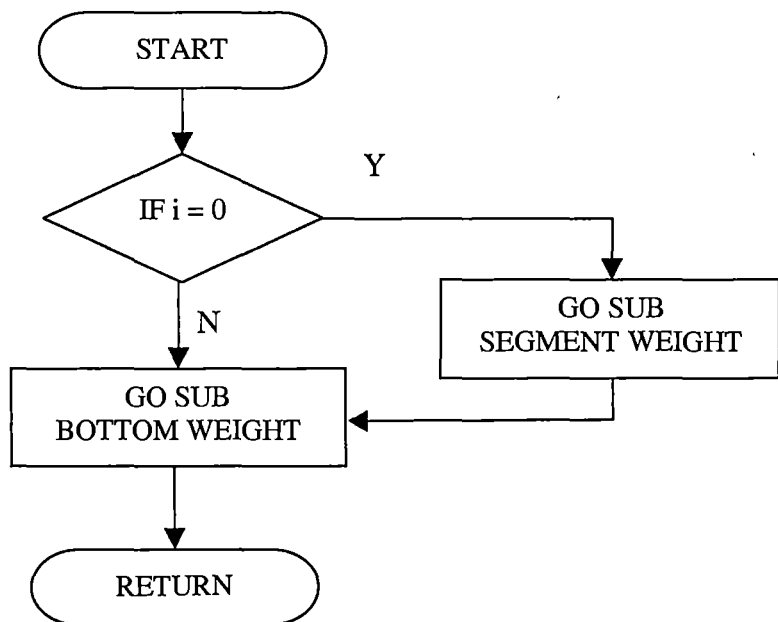 START
Y
IF i = 0
GO SUB
SEGMENT WEIGHT
N
GO SUB
BOTTOM WEIGHT
RETURN